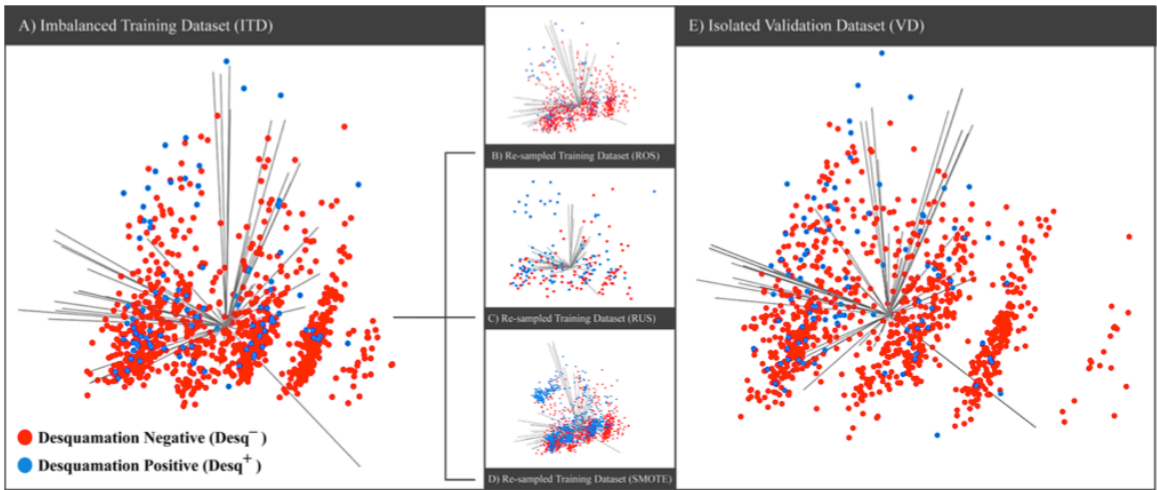 A) Imbalanced Training Dataset (ITD)
Desquamation Negative (Desq⁻)
Desquamation Positive (Desq⁺)
B) Re-sampled Training Dataset (ROS)
C) Re-sampled Training Dataset (RUS)
D) Re-sampled Training Dataset (SMOTE)
E) Isolated Validation Dataset (VD)